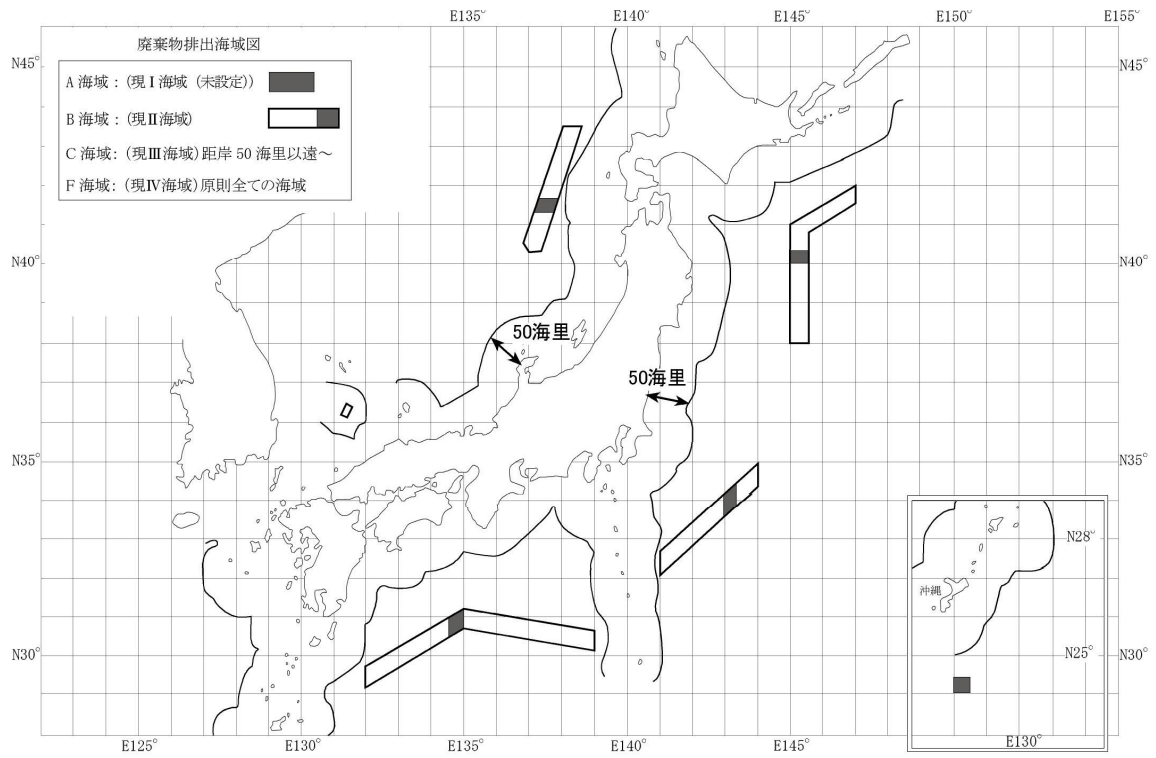 E135° E140° E145° E150° E155°
廃棄物排出海域図
A 海域：(現Ⅰ海域（未設定）)
B 海域：(現Ⅱ海域)
C 海域：(現Ⅲ海域) 距岸 50 海里以遠～
F 海域：(現Ⅳ海域) 原則全ての海域
N45° N45°
N40° N40°
50海里
50海里
N35° N35°
N28°
沖縄
N30° N25° N30°
E130°
E125° E130° E135° E140° E145°